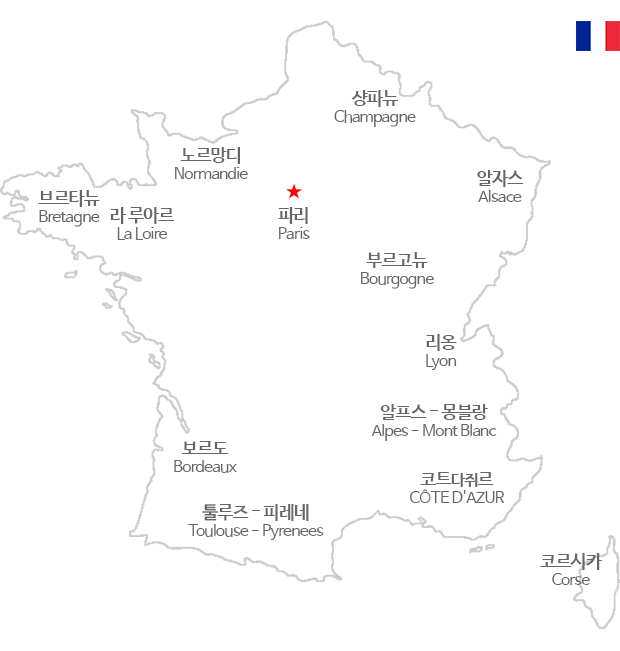 샹파뉴
Champagne
노르망디
Normandie
알자스
Alsace
브르타뉴
Bretagne
라 루아르
La Loire
파리
Paris
부르고뉴
Bourgogne
리옹
Lyon
알프스 - 몽블랑
Alpes - Mont Blanc
보르도
Bordeaux
코트다쥐르
CÔTE D'AZUR
툴루즈 - 피레네
Toulouse - Pyrenees
코르시카
Corse